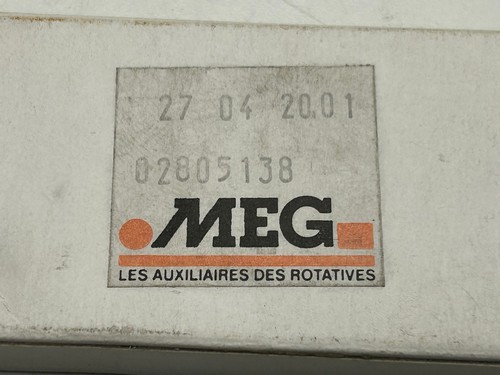 27 04 2001
02805138
MEG
LES AUXILIAIRES DES ROTATIVES